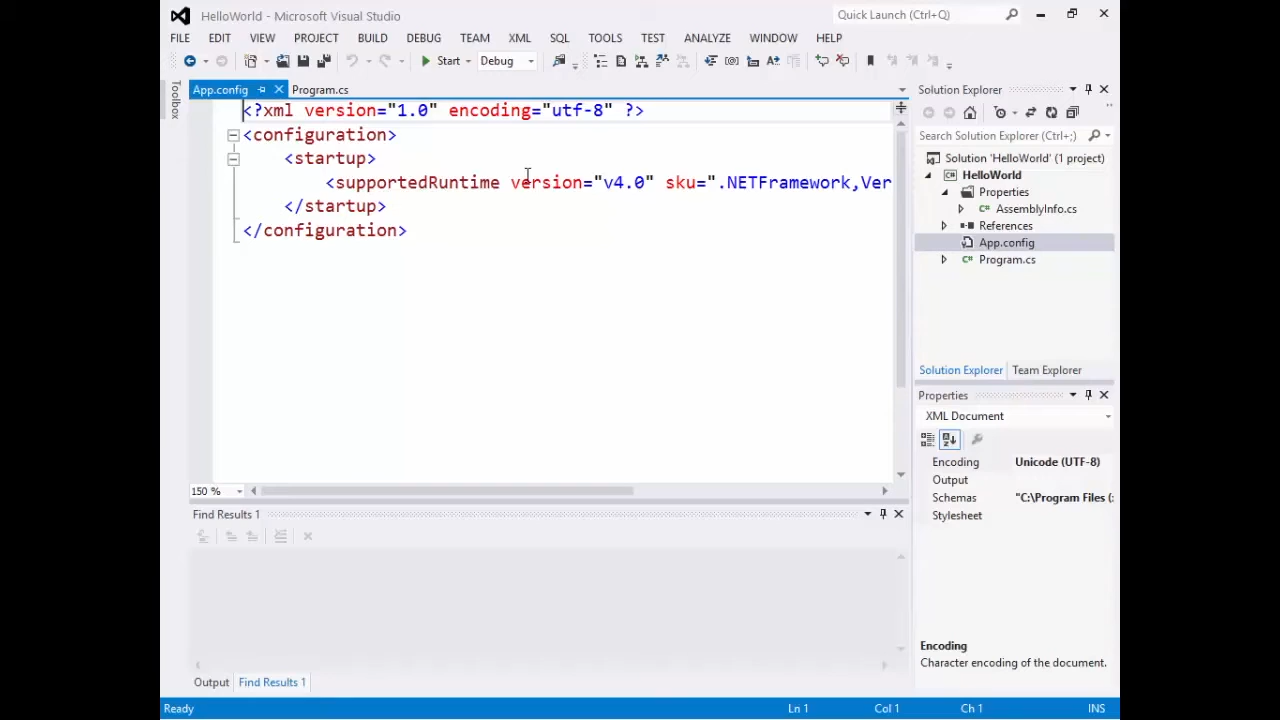 HelloWorld - Microsoft Visual Studio
Quick Launch (Ctrl+Q)
FILE EDIT VIEW PROJECT BUILD DEBUG TEAM XML SQL TOOLS TEST ANALYZE WINDOW HELP
Start Debug
Toolbox
App.config Program.cs
<?xml version="1.0" encoding="utf-8" ?>
<configuration>
<startup>
<supportedRuntime version="v4.0" sku=".NETFramework,Ver
</startup>
</configuration>
150 %
Find Results 1
Output Find Results 1
Solution Explorer
Search Solution Explorer (Ctrl+;)
Solution 'HelloWorld' (1 project)
HelloWorld
Properties
AssemblyInfo.cs
References
App.config
Program.cs
Solution Explorer Team Explorer
Properties
XML Document
Encoding Unicode (UTF-8)
Output
Schemas "C:\Program Files (
Stylesheet
Encoding
Character encoding of the document.
Ready Ln 1 Col 1 Ch 1 INS